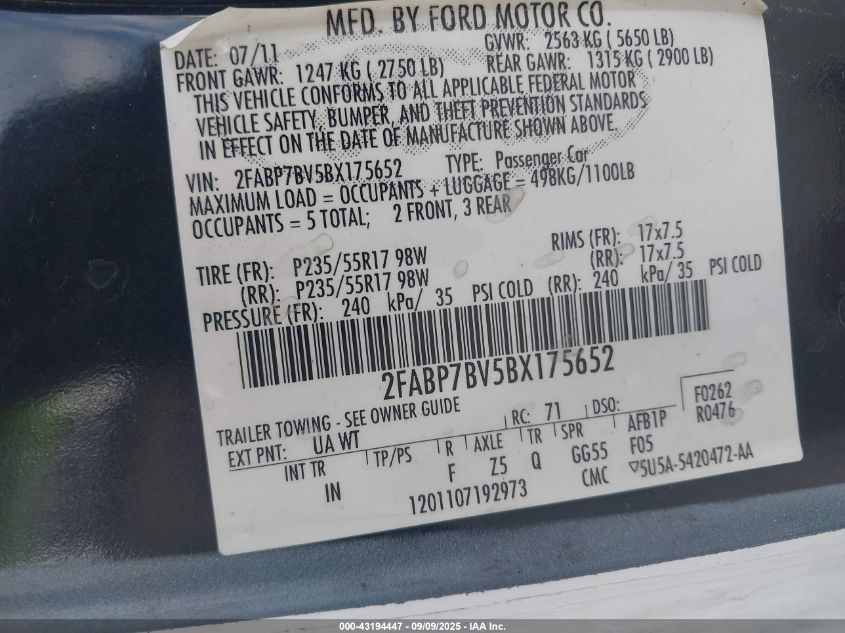 MFD. BY FORD MOTOR CO.
DATE: 07/11 GVWR: 2563 KG ( 5650 LB)
FRONT GAWR: 1247 KG ( 2750 LB) REAR GAWR: 1315 KG ( 2900 LB)
THIS VEHICLE CONFORMS TO ALL APPLICABLE FEDERAL MOTOR
VEHICLE SAFETY, BUMPER, AND THEFT PREVENTION STANDARDS
IN EFFECT ON THE DATE OF MANUFACTURE SHOWN ABOVE.
VIN: 2FABP7BV5BX175652 TYPE: Passenger Car
MAXIMUM LOAD = OCCUPANTS + LUGGAGE = 498KG/1100LB
OCCUPANTS = 5 TOTAL; 2 FRONT, 3 REAR
TIRE (FR): P235/55R17 98W RIMS (FR): 17x7.5
(RR): P235/55R17 98W (RR): 17x7.5
PRESSURE (FR): 240 kPa/ 35 PSI COLD (RR): 240 kPa/ 35 PSI COLD
2FABP7BV5BX175652
TRAILER TOWING - SEE OWNER GUIDE
EXT PNT: UA WT RC: 71 DSO: F0262
INT TR TP/PS R AXLE TR SPR AFB1P R0476
IN F Z5 Q GG55 F05
1201107192973 CMC ▽5U5A-5420472-AA
000-43194447 - 09/09/2025 - IAA Inc.